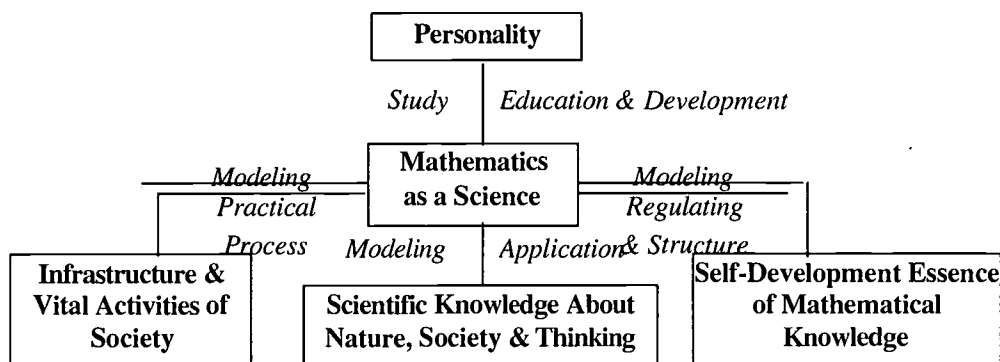 Personality
Study Education & Development
Mathematics
as a Science
Modeling
Practical
Process
Modeling
Regulating
& Structure
Modeling Application
Infrastructure &
Vital Activities of
Society
Scientific Knowledge About
Nature, Society & Thinking
Self-Development Essence
of Mathematical
Knowledge